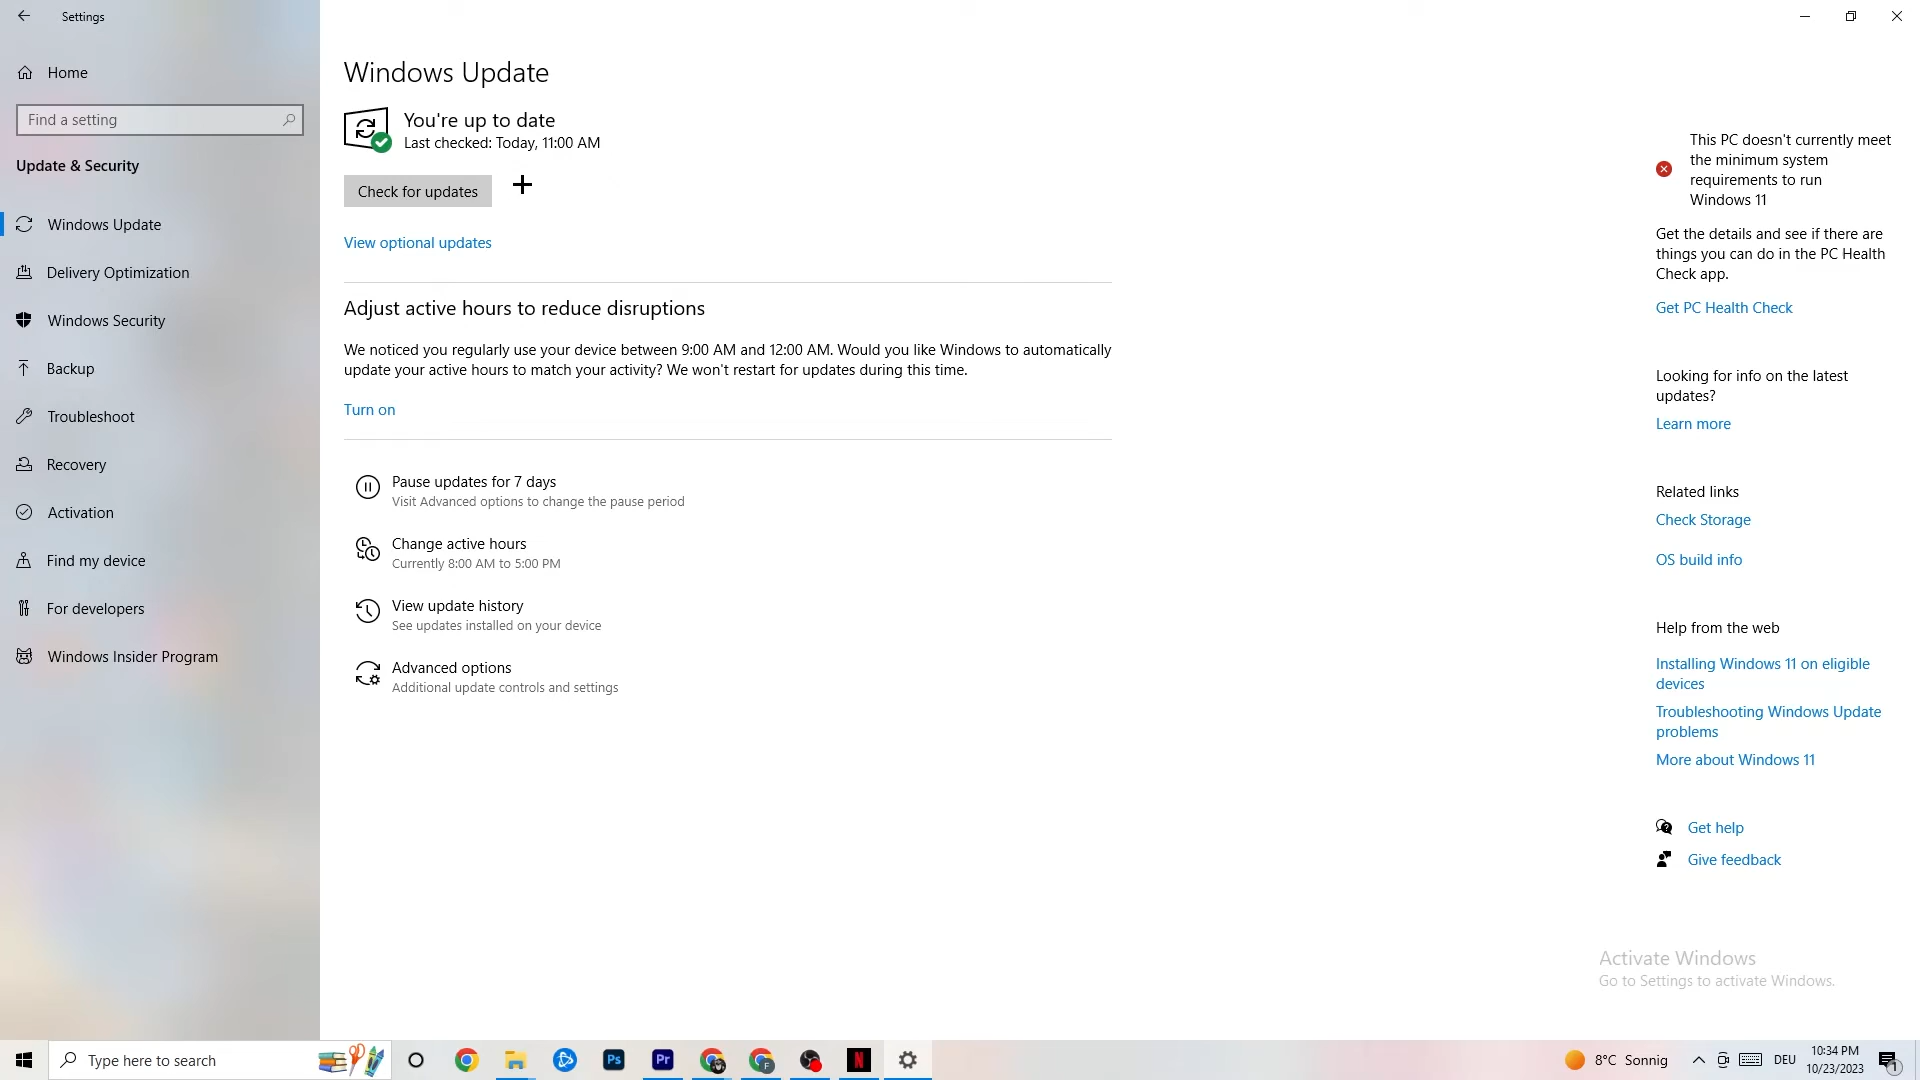 Settings
Home
Find a setting
Update & Security
Windows Update
Delivery Optimization
Windows Security
Backup
Troubleshoot
Recovery
Activation
Find my device
For developers
Windows Insider Program
Windows Update
You're up to date
Last checked: Today, 11:00 AM
Check for updates
View optional updates
Adjust active hours to reduce disruptions
We noticed you regularly use your device between 9:00 AM and 12:00 AM. Would you like Windows to automatically
update your active hours to match your activity? We won't restart for updates during this time.
Turn on
Pause updates for 7 days
Visit Advanced options to change the pause period
Change active hours
Currently 8:00 AM to 5:00 PM
View update history
See updates installed on your device
Advanced options
Additional update controls and settings
This PC doesn't currently meet
the minimum system
requirements to run
Windows 11
Get the details and see if there are
things you can do in the PC Health
Check app.
Get PC Health Check
Looking for info on the latest
updates?
Learn more
Related links
Check Storage
OS build info
Help from the web
Installing Windows 11 on eligible
devices
Troubleshooting Windows Update
problems
More about Windows 11
Get help
Give feedback
Activate Windows
Go to Settings to activate Windows.
Type here to search
Ps
Pr
F
N
8°C Sonnig
DEU
10:34 PM
10/23/2023
1